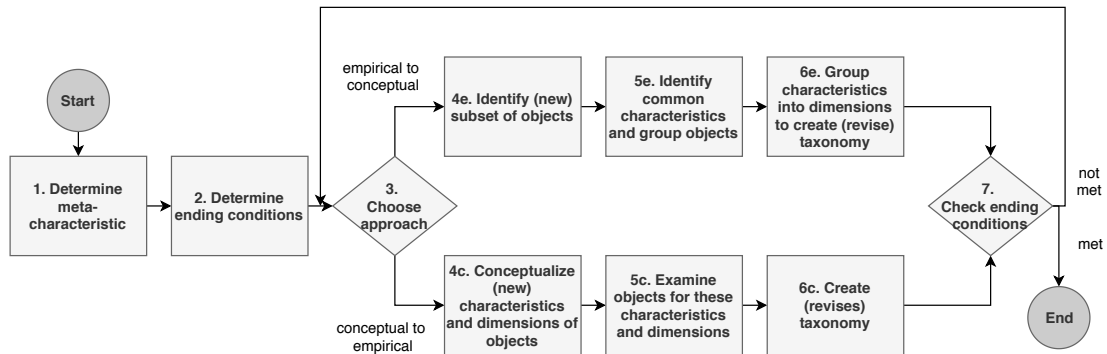 Start
1. Determine
meta-
characteristic
2. Determine
ending conditions
3.
Choose
approach
empirical to
conceptual
4e. Identify (new)
subset of objects
5e. Identify
common
characteristics
and group objects
6e. Group
characteristics
into dimensions
to create (revise)
taxonomy
conceptual to
empirical
4c. Conceptualize
(new)
characteristics
and dimensions of
objects
5c. Examine
objects for these
characteristics
and dimensions
6c. Create
(revises)
taxonomy
7.
Check ending
conditions
not
met
met
End